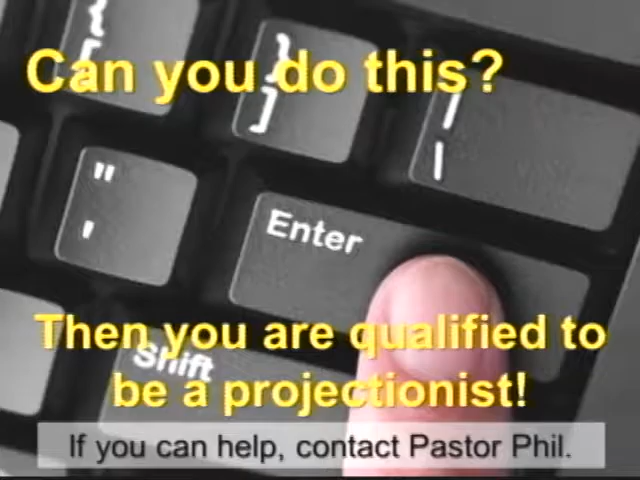 Can you do this?
{
[
}
]
|
\
"
'
Enter
Then you are qualified to
Shift
be a projectionist!
If you can help, contact Pastor Phil.